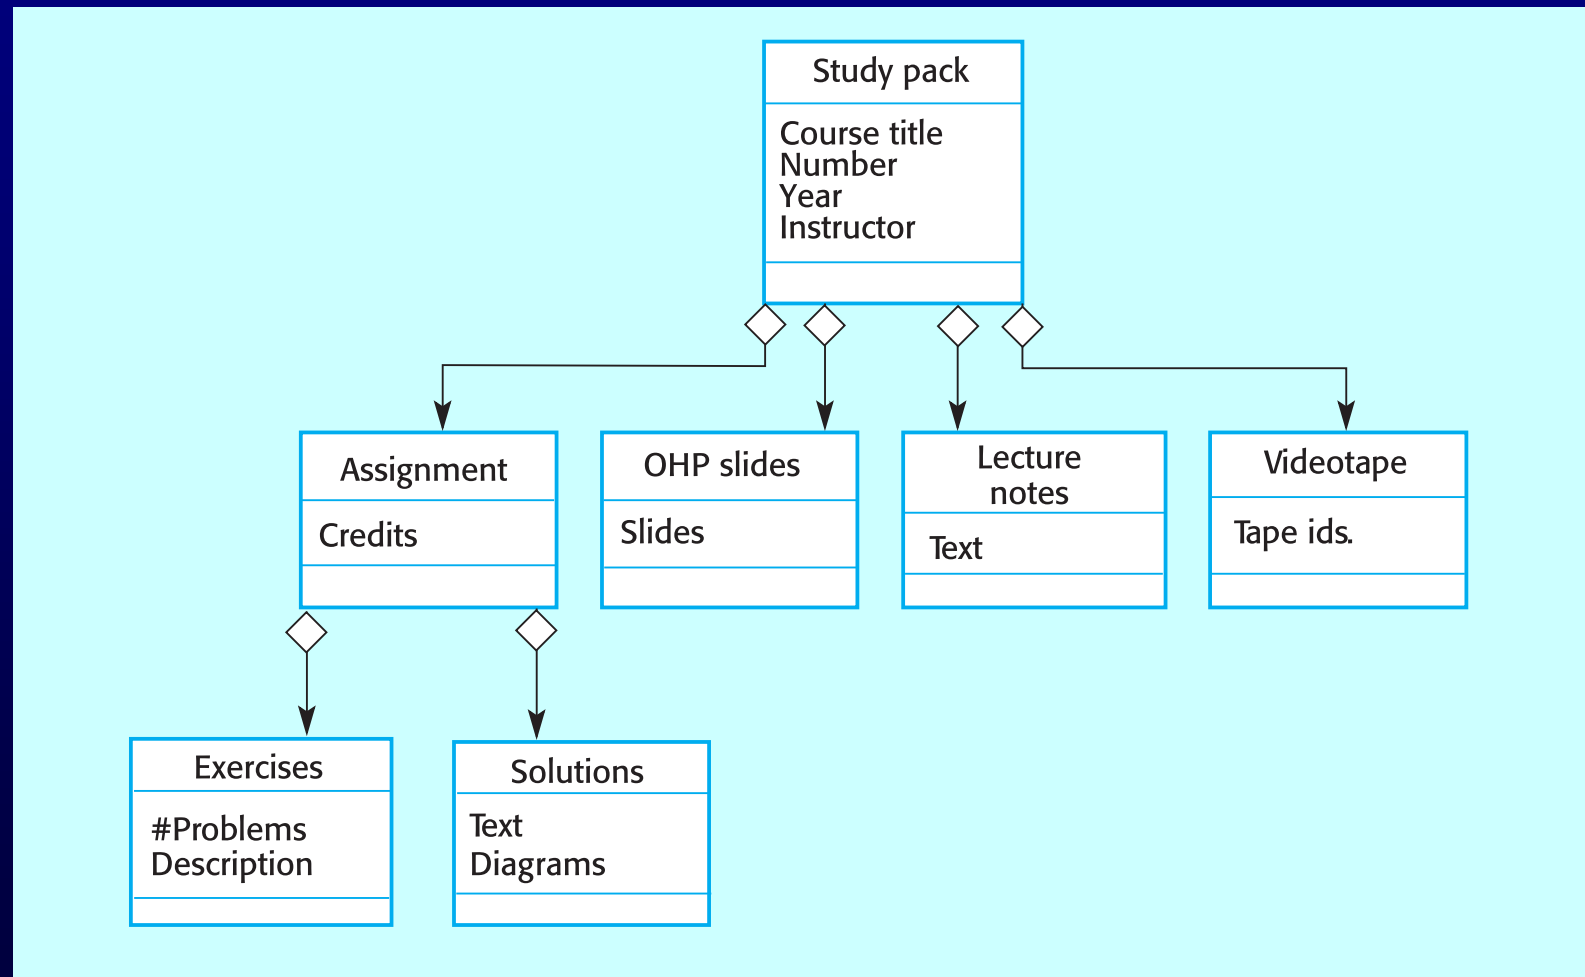 Study pack
Course title
Number
Year
Instructor
Assignment
Credits
OHP slides
Slides
Lecture
notes
Text
Videotape
Tape ids.
Exercises
#Problems
Description
Solutions
Text
Diagrams